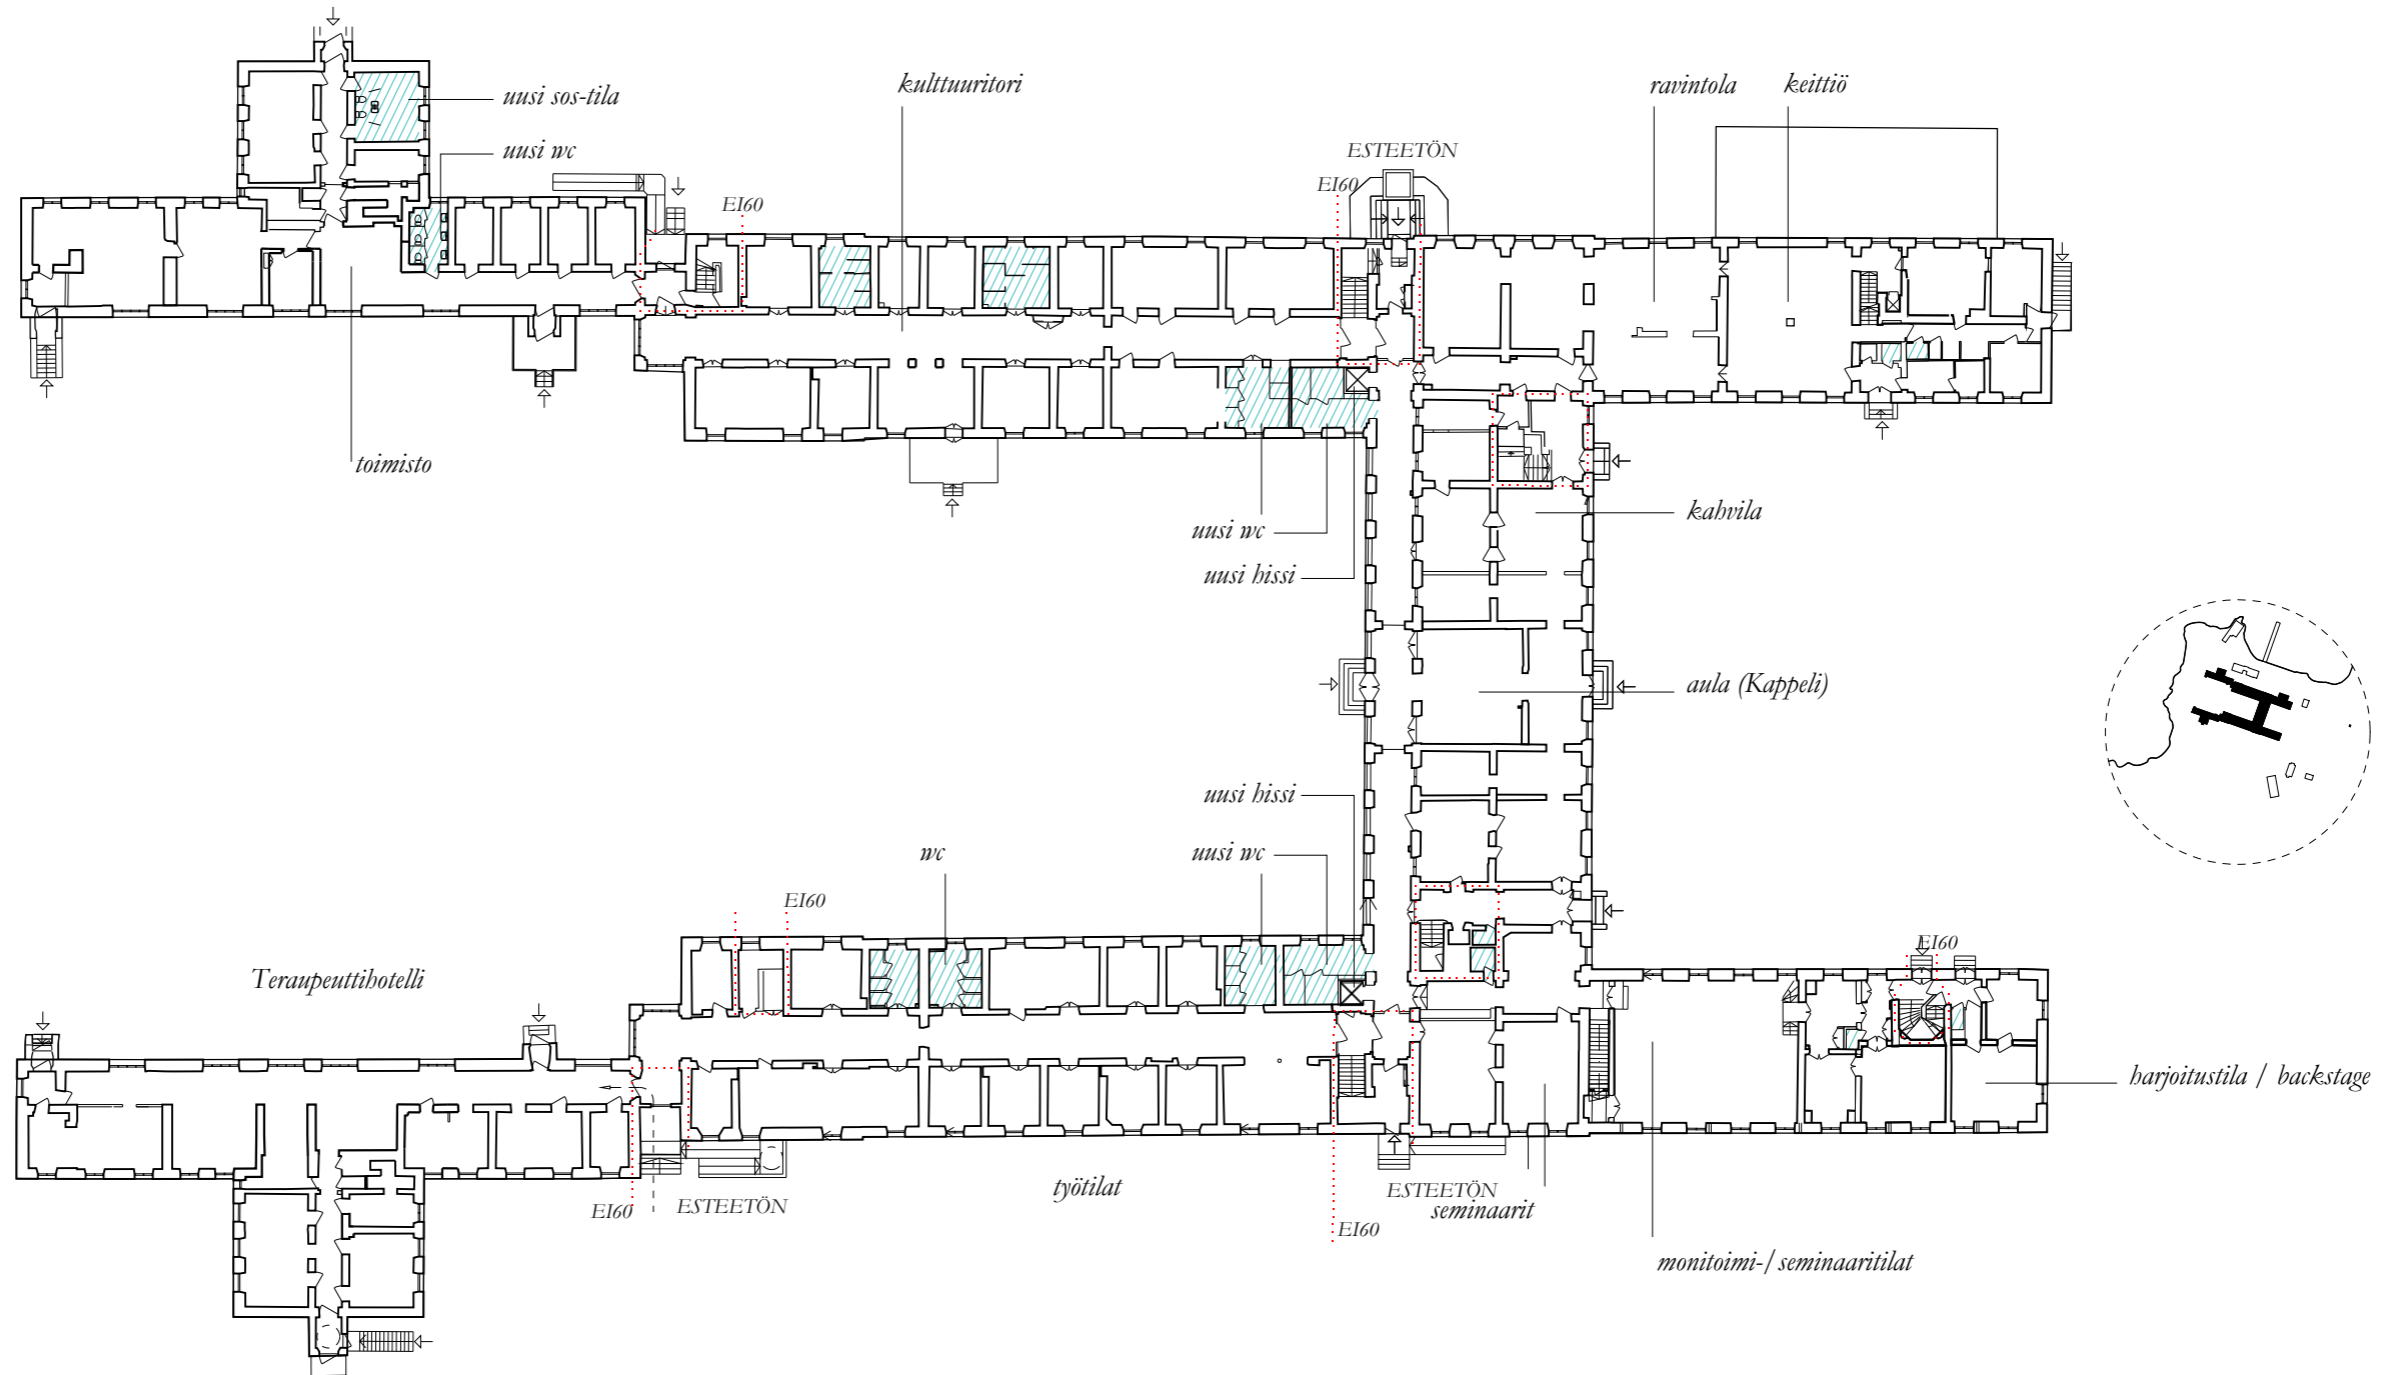 kulttuuritori
ravintola
keittiö
uusi sos-tila
uusi wc
ESTEETÖN
EI60
EI60
toimisto
kahvila
uusi wc
uusi hissi
aula (Kappeli)
uusi hissi
wc
uusi wc
EI60
EI60
Teraupeuttihotelli
harjoitustila / backstage
työtilat
ESTEETÖN
seminaarit
EI60
ESTEETÖN
EI60
monitoimi-/ seminaaritilat